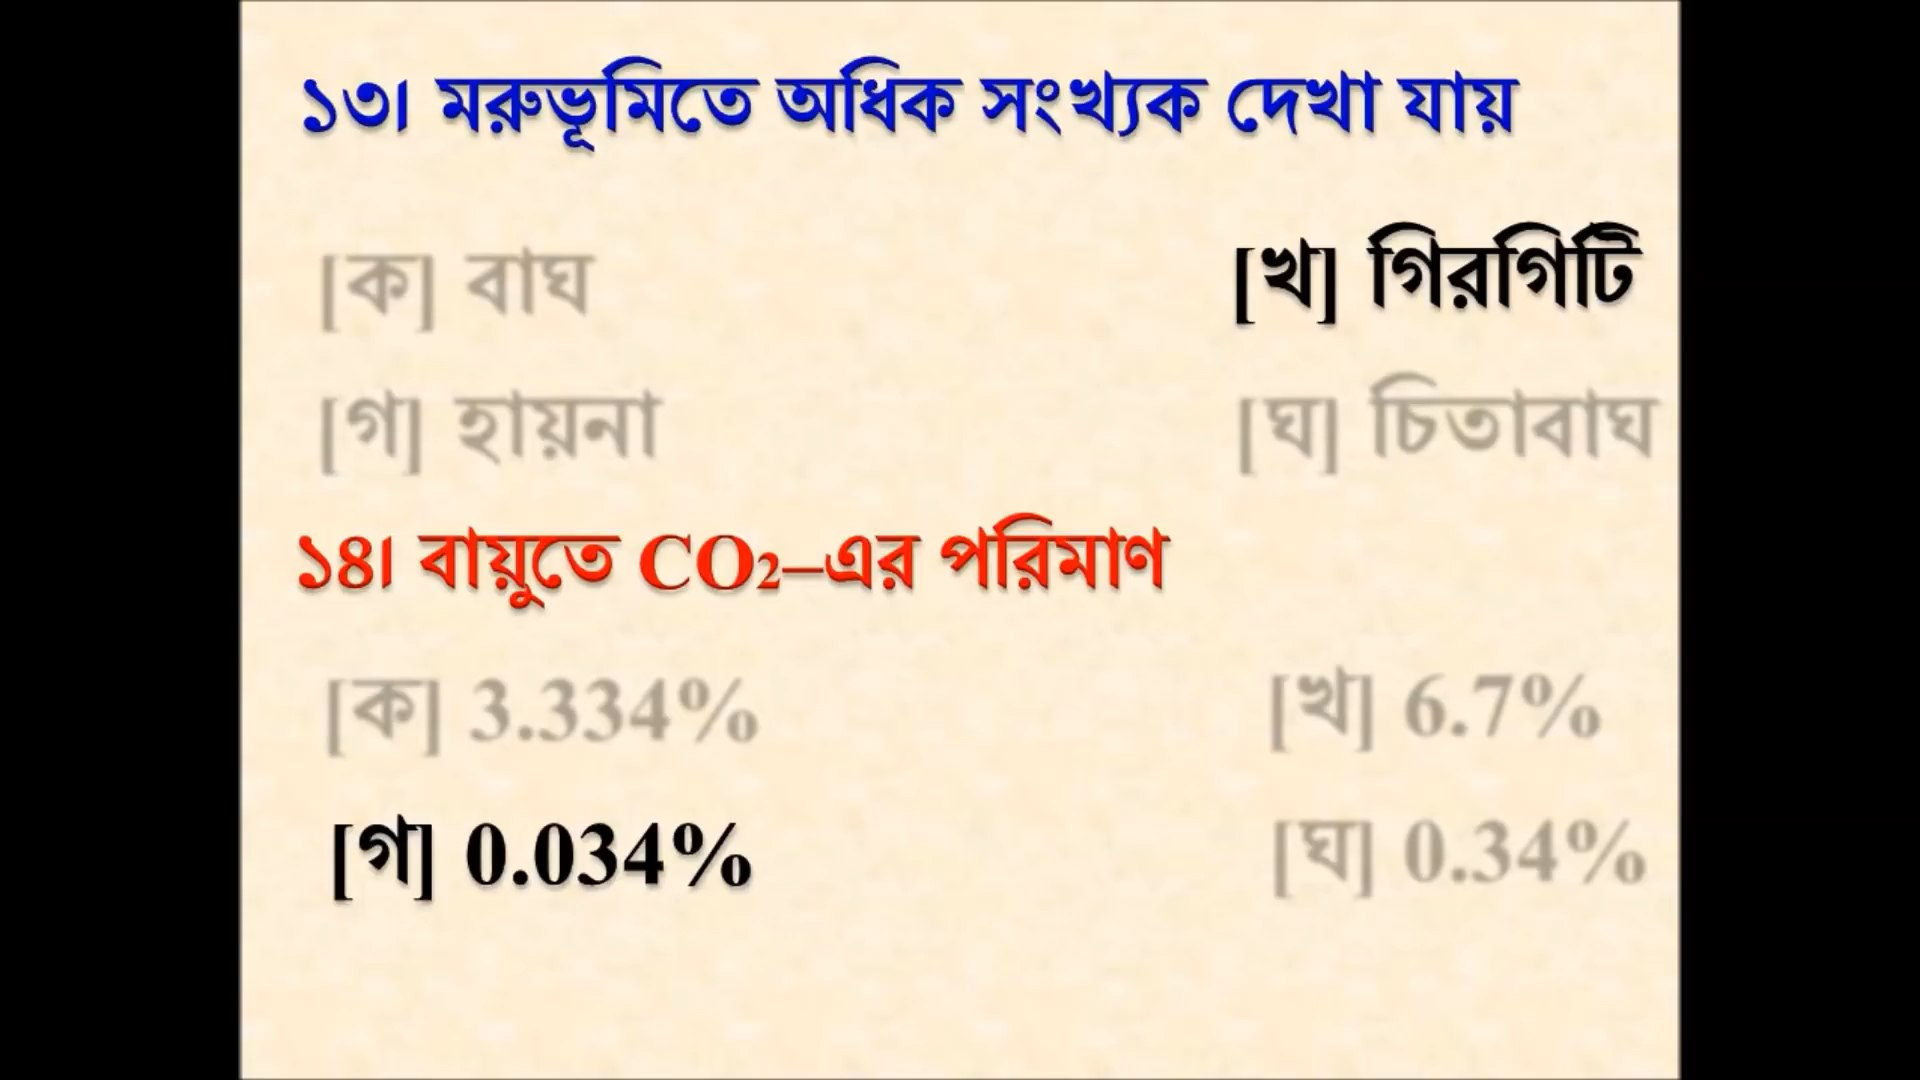 ১৩। মরুভূমিতে অধিক সংখ্যক দেখা যায়
[ক] বাঘ [খ] গিরগিটি
[গ] হায়না [ঘ] চিতাবাঘ
১৪। বায়ুতে CO₂–এর পরিমাণ
[ক] 3.334% [খ] 6.7%
[গ] 0.034% [ঘ] 0.34%